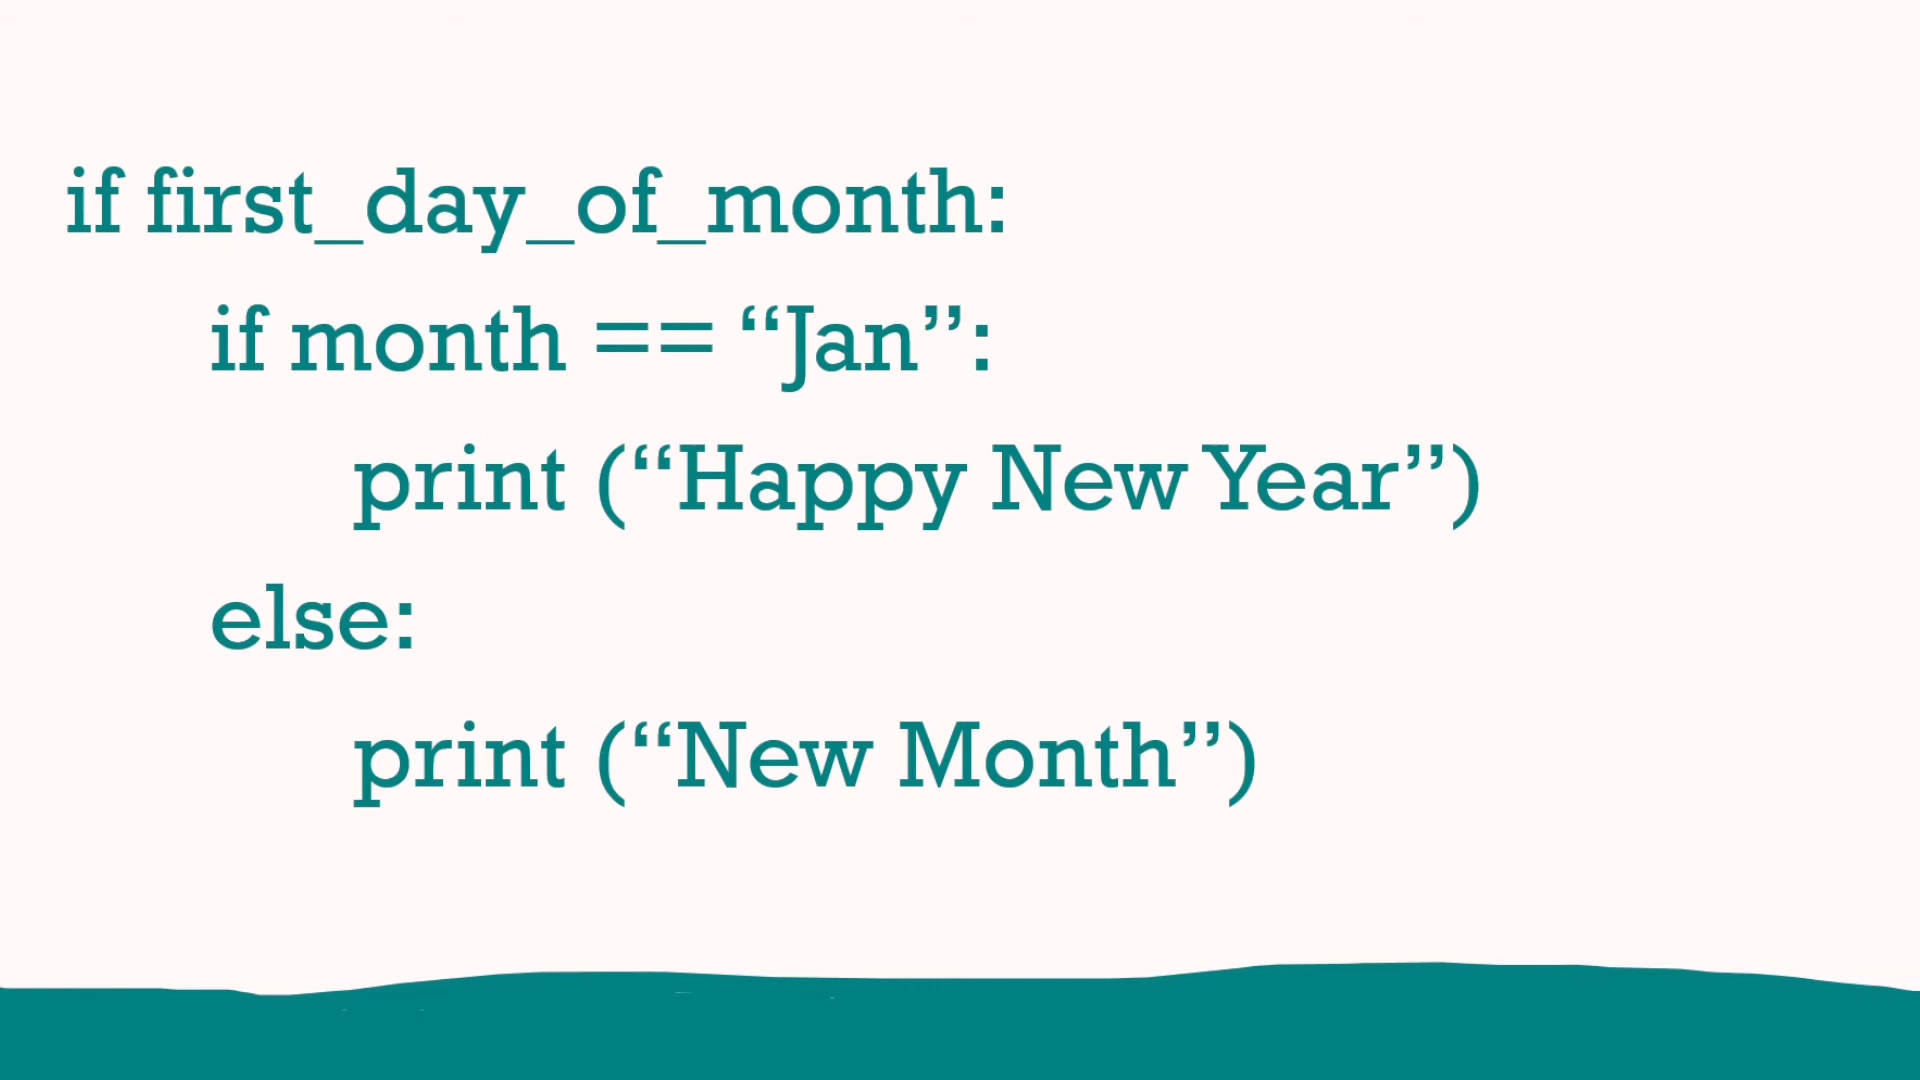 if first_day_of_month:
if month == “Jan”:
print (“Happy New Year”)
else:
print (“New Month”)